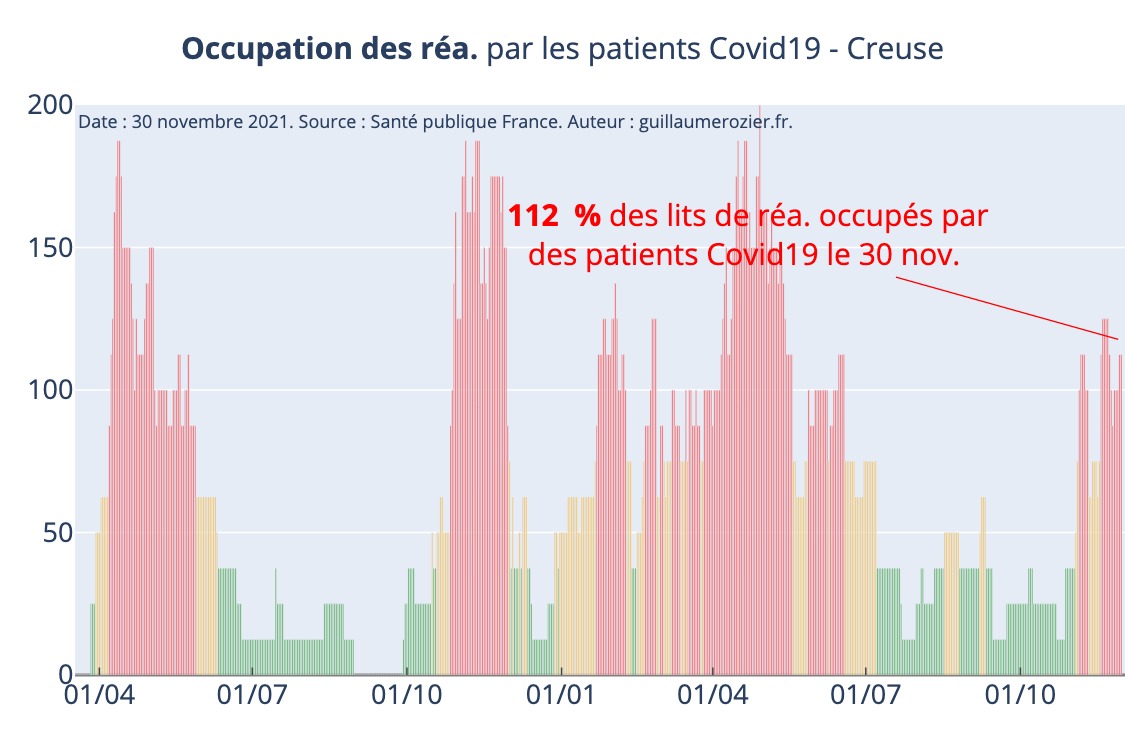 Occupation des réa. par les patients Covid19 - Creuse
200
Date : 30 novembre 2021. Source : Santé publique France. Auteur : guillaumerozier.fr.
112 % des lits de réa. occupés par
des patients Covid19 le 30 nov.
150
100
50
0
01/04 01/07 01/10 01/01 01/04 01/07 01/10